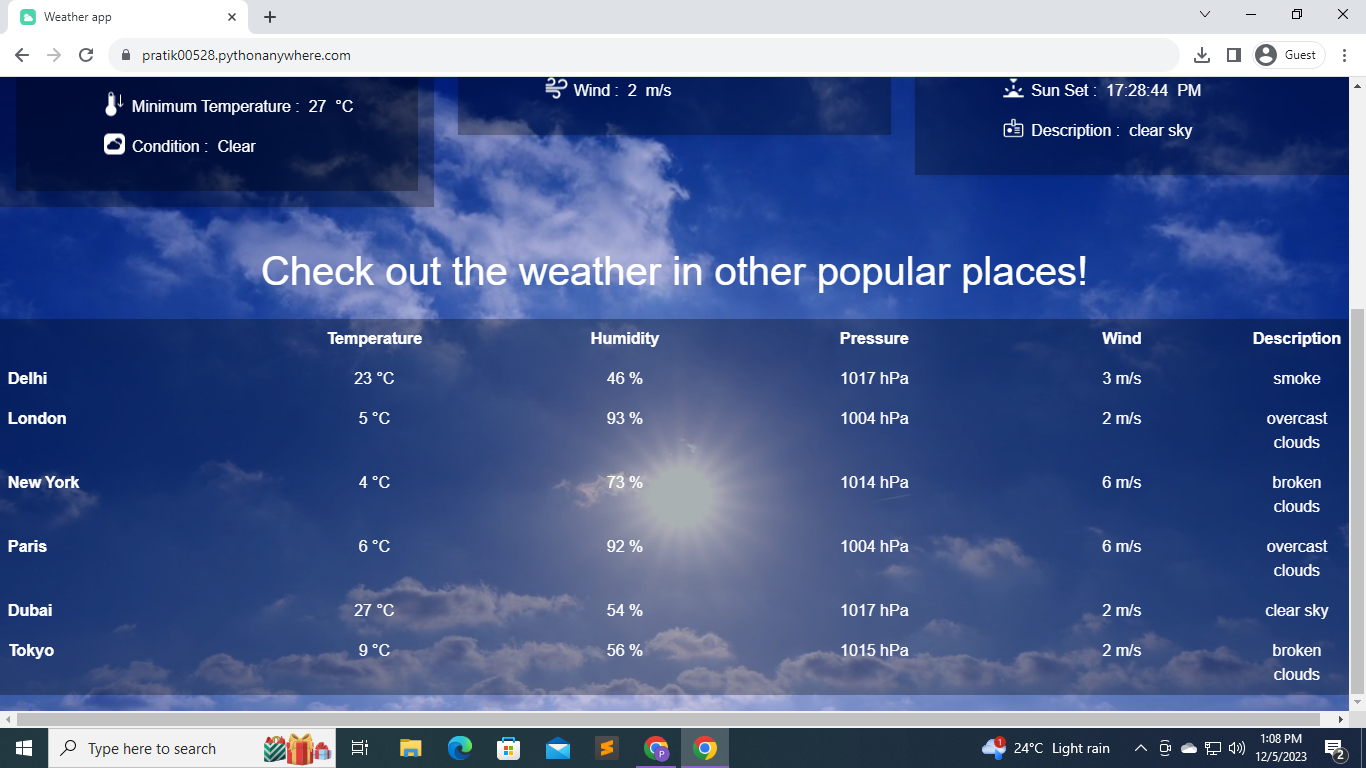 Weather app
pratik00528.pythonanywhere.com
Guest
Minimum Temperature : 27 °C
Condition : Clear
Wind : 2 m/s
Sun Set : 17:28:44 PM
Description : clear sky
Check out the weather in other popular places!
Temperature Humidity Pressure Wind Description
Delhi 23 °C 46 % 1017 hPa 3 m/s smoke
London 5 °C 93 % 1004 hPa 2 m/s overcast
clouds
New York 4 °C 73 % 1014 hPa 6 m/s broken
clouds
Paris 6 °C 92 % 1004 hPa 6 m/s overcast
clouds
Dubai 27 °C 54 % 1017 hPa 2 m/s clear sky
Tokyo 9 °C 56 % 1015 hPa 2 m/s broken
clouds
Type here to search
P
1
24°C Light rain
1:08 PM
12/5/2023
2